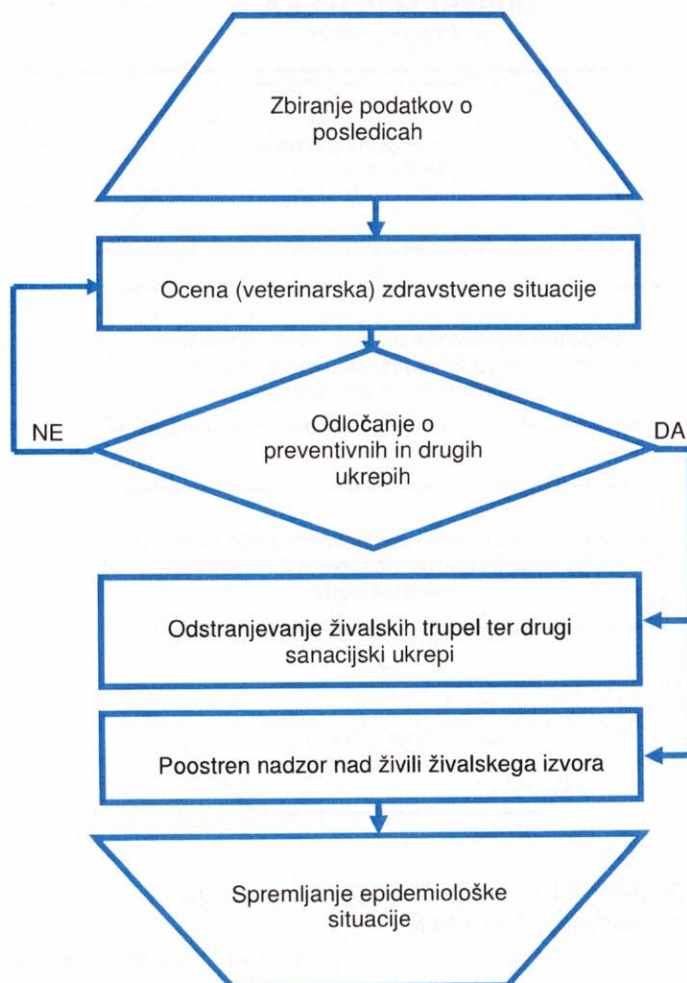 Zbiranje podatkov o
posledicah
Ocena (veterinarska) zdravstvene situacije
NE
Odločanje o
preventivnih in drugih
ukrepih
DA
Odstranjevanje živalskih trupel ter drugi
sanacijski ukrepi
Poostren nadzor nad živili živalskega izvora
Spremljanje epidemiološke
situacije